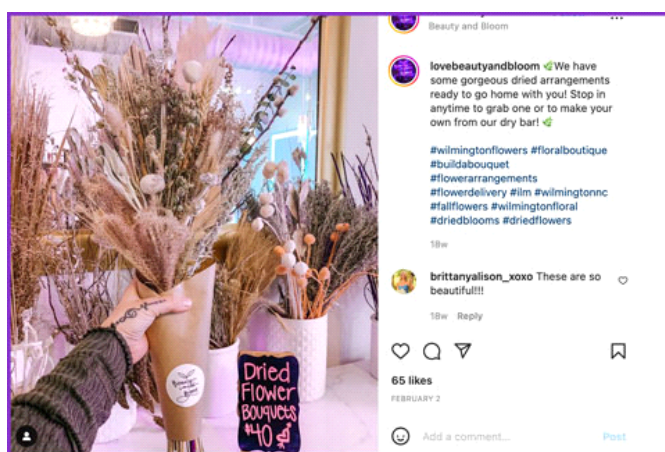 Beauty and Bloom
lovebeautyandbloom 🌿We have
some gorgeous dried arrangements
ready to go home with you! Stop in
anytime to grab one or to make your
own from our dry bar! 🌿
#wilmingtonflowers #floralboutique
#buildabouquet
#flowerarrangements
#flowerdelivery #ilm #wilmingtonnc
#fallflowers #wilmingtonfloral
#driedblooms #driedflowers
18w
brittanyalison_xoxo These are so
beautiful!!!
18w Reply
65 likes
FEBRUARY 2
Add a comment...
Post
Dried
Flower
Bouquets
$40